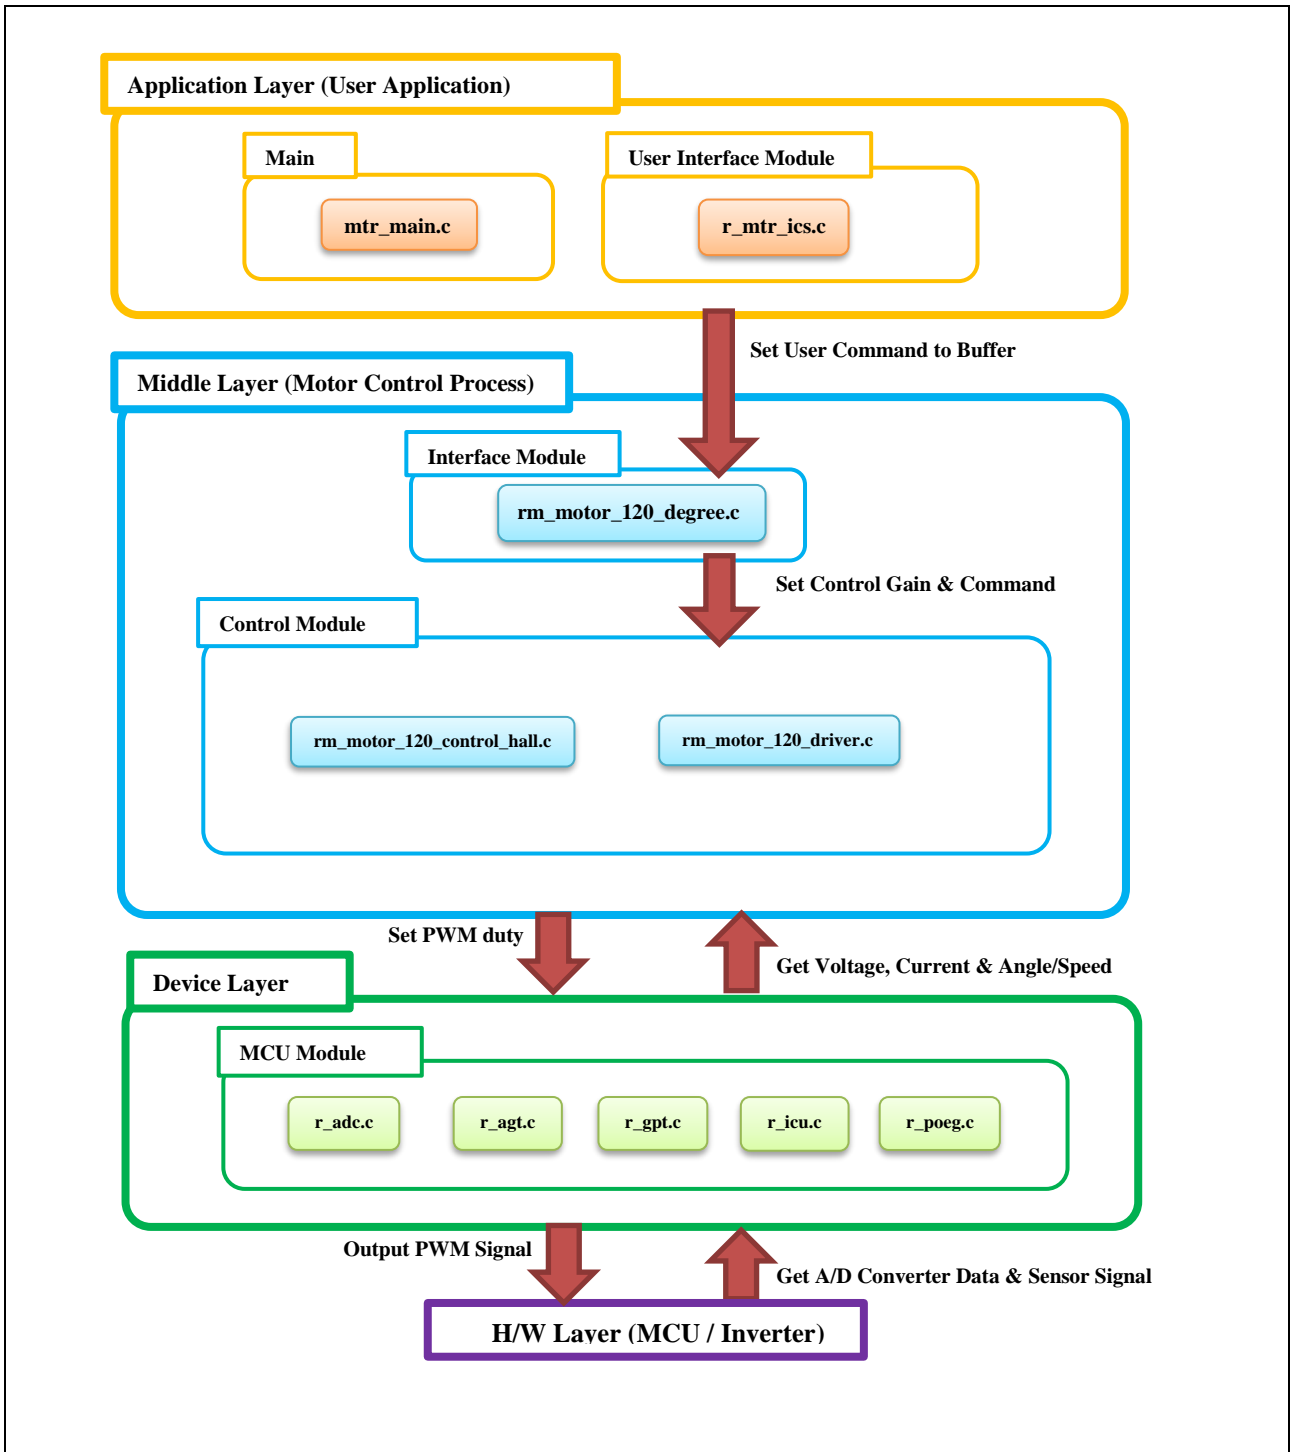 Application Layer (User Application)
Main
User Interface Module
mtr_main.c
r_mtr_ics.c
Set User Command to Buffer
Middle Layer (Motor Control Process)
Interface Module
rm_motor_120_degree.c
Set Control Gain & Command
Control Module
rm_motor_120_control_hall.c
rm_motor_120_driver.c
Set PWM duty
Get Voltage, Current & Angle/Speed
Device Layer
MCU Module
r_adc.c
r_agt.c
r_gpt.c
r_icu.c
r_poeg.c
Output PWM Signal
Get A/D Converter Data & Sensor Signal
H/W Layer (MCU / Inverter)